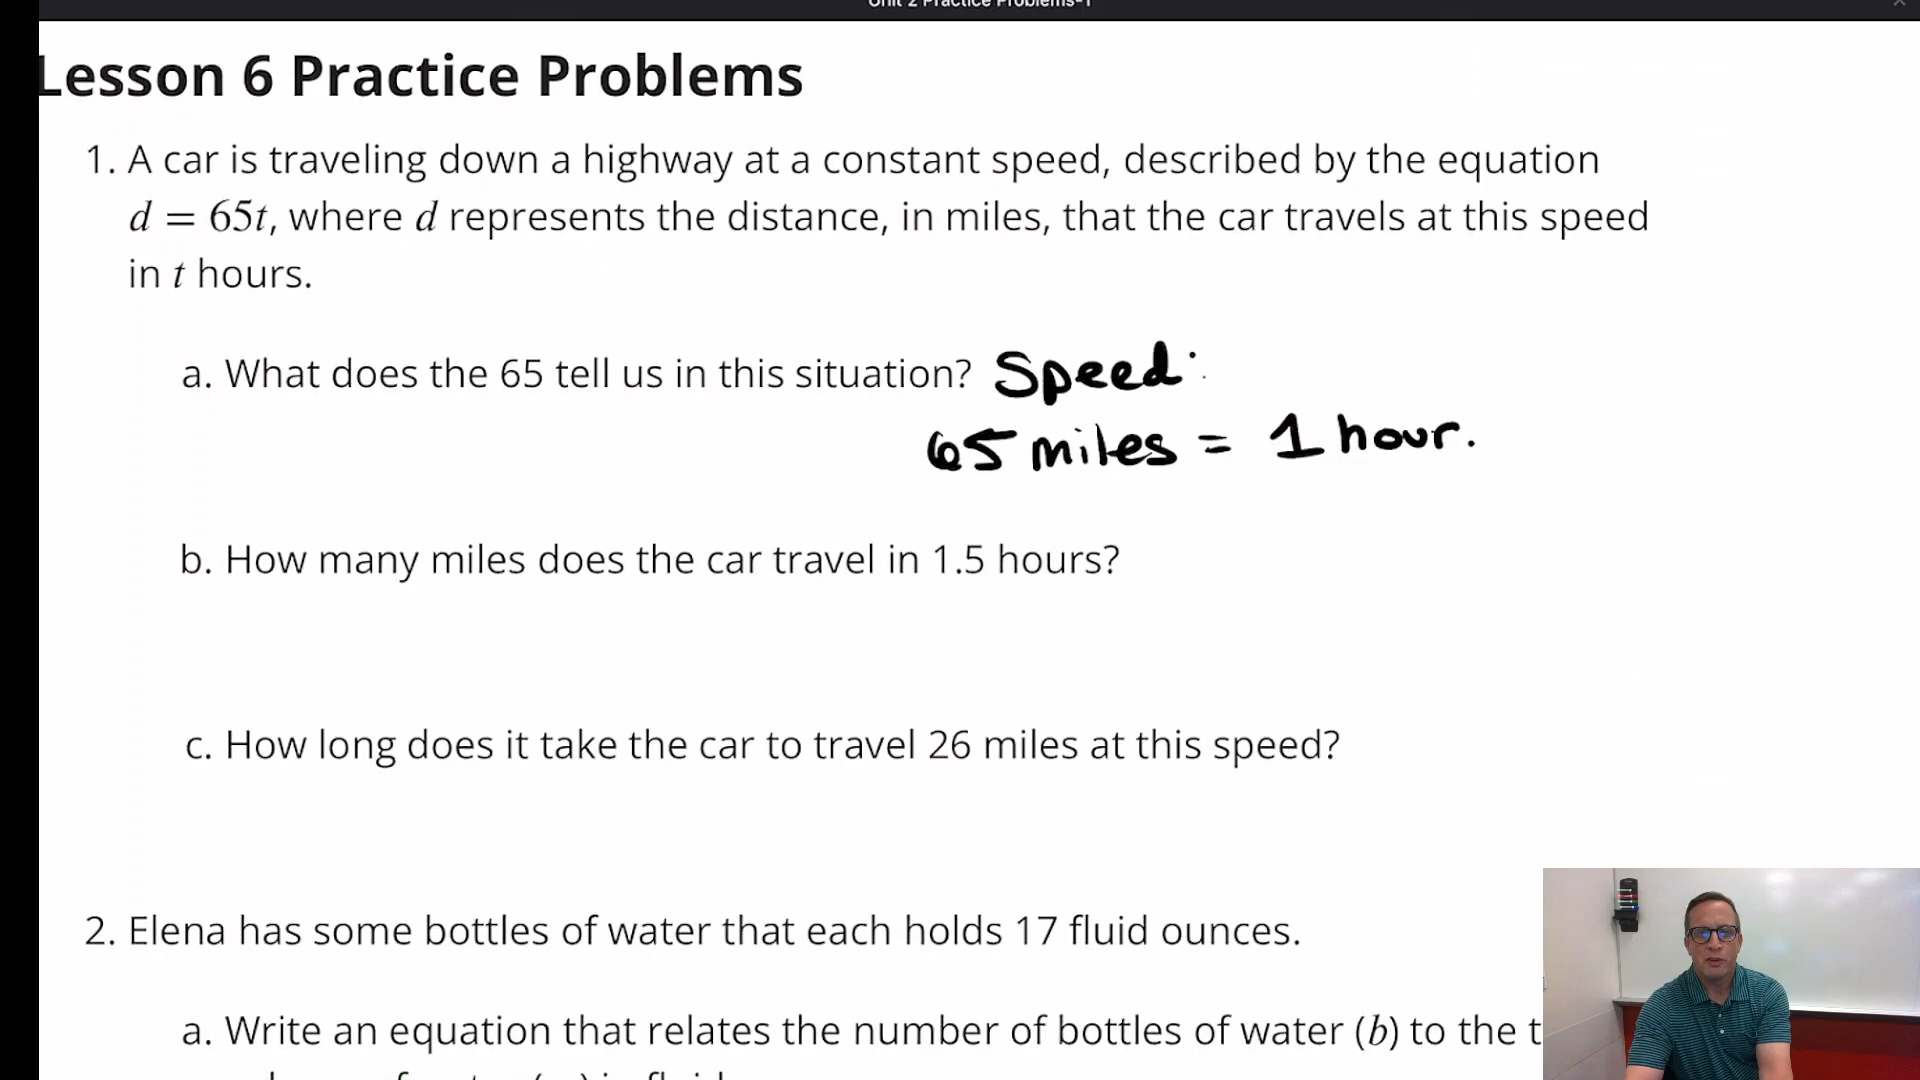 Unit 2 Practice Problems-1
Lesson 6 Practice Problems
1. A car is traveling down a highway at a constant speed, described by the equation
d = 65t, where d represents the distance, in miles, that the car travels at this speed
in t hours.
a. What does the 65 tell us in this situation? Speed:
65 miles = 1 hour.
b. How many miles does the car travel in 1.5 hours?
c. How long does it take the car to travel 26 miles at this speed?
2. Elena has some bottles of water that each holds 17 fluid ounces.
a. Write an equation that relates the number of bottles of water (b) to the t